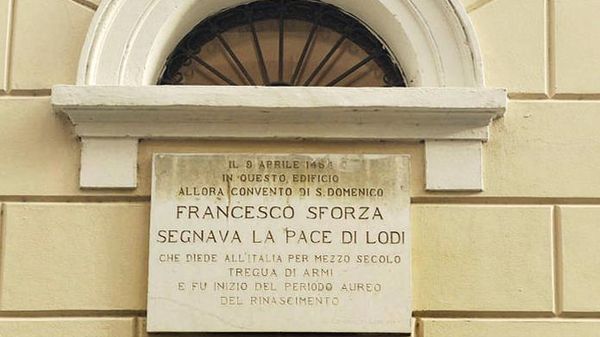 IL 9 APRILE 1454
IN QUESTO EDIFICIO
ALLORA CONVENTO DI S. DOMENICO
FRANCESCO SFORZA
SEGNAVA LA PACE DI LODI
CHE DIEDE ALL'ITALIA PER MEZZO SECOLO
TREGUA DI ARMI
E FU INIZIO DEL PERIODO AUREO
DEL RINASCIMENTO